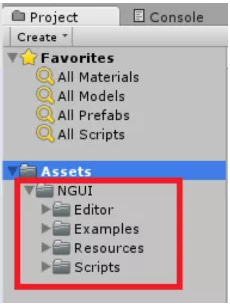 Project Console
Create
Favorites
All Materials
All Models
All Prefabs
All Scripts
Assets
NGUI
Editor
Examples
Resources
Scripts